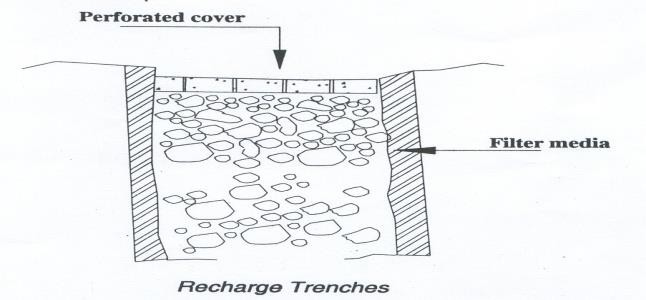 Perforated cover
Filter media
Recharge Trenches